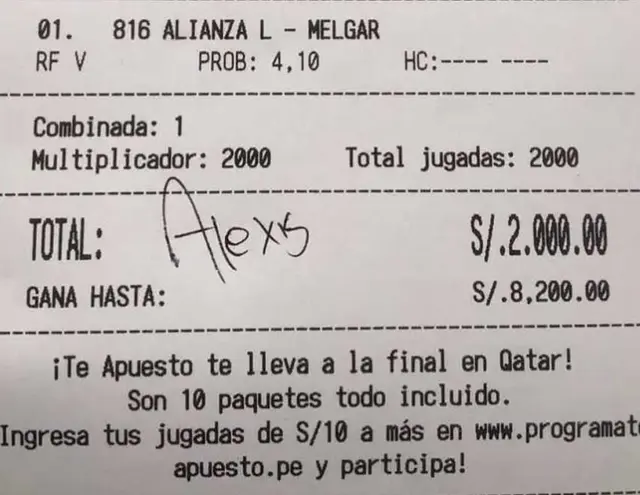 01. 816 ALIANZA L - MELGAR
RF V PROB: 4,10 HC:---- ----
Combinada: 1
Multiplicador: 2000 Total jugadas: 2000
TOTAL: Alexs S/.2.000.00
GANA HASTA: S/.8,200.00
¡Te Apuesto te lleva a la final en Qatar!
Son 10 paquetes todo incluido.
Ingresa tus jugadas de S/10 a más en www.programate
apuesto.pe y participa!